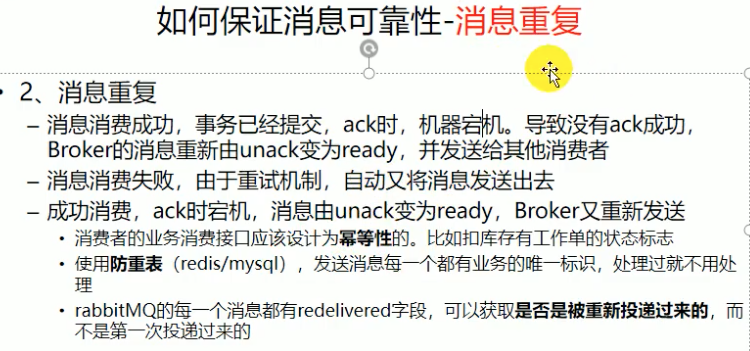 如何保证消息可靠性-消息重复
• 2、消息重复
– 消息消费成功，事务已经提交，ack时，机器宕机。导致没有ack成功，
Broker的消息重新由unack变为ready，并发送给其他消费者
– 消息消费失败，由于重试机制，自动又将消息发送出去
– 成功消费，ack时宕机，消息由unack变为ready，Broker又重新发送
• 消费者的业务消费接口应该设计为幂等性的。比如扣库存有工作单的状态标志
• 使用防重表（redis/mysql），发送消息每一个都有业务的唯一标识，处理过就不用处
理
• rabbitMQ的每一个消息都有redelivered字段，可以获取是否是被重新投递过来的，而
不是第一次投递过来的